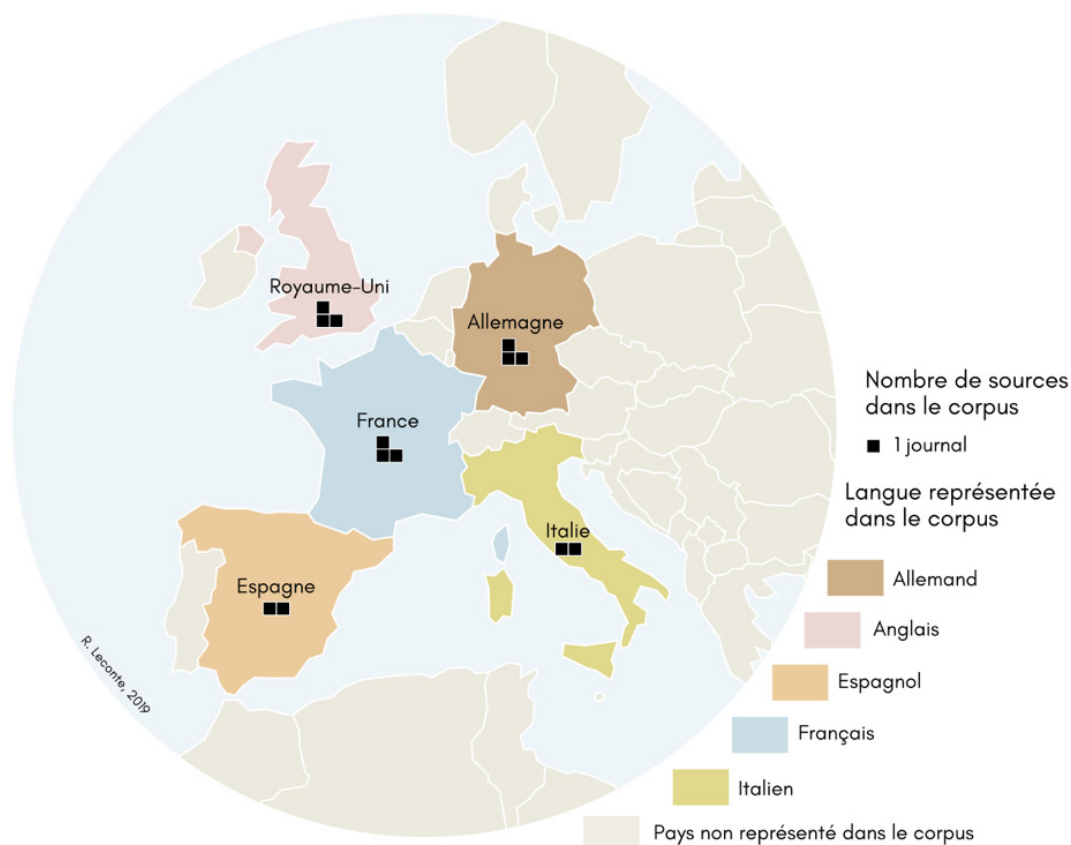 Royaume-Uni
Allemagne
France
Italie
Espagne
R. Leconte, 2019
Nombre de sources
dans le corpus
1 journal
Langue représentée
dans le corpus
Allemand
Anglais
Espagnol
Français
Italien
Pays non représenté dans le corpus